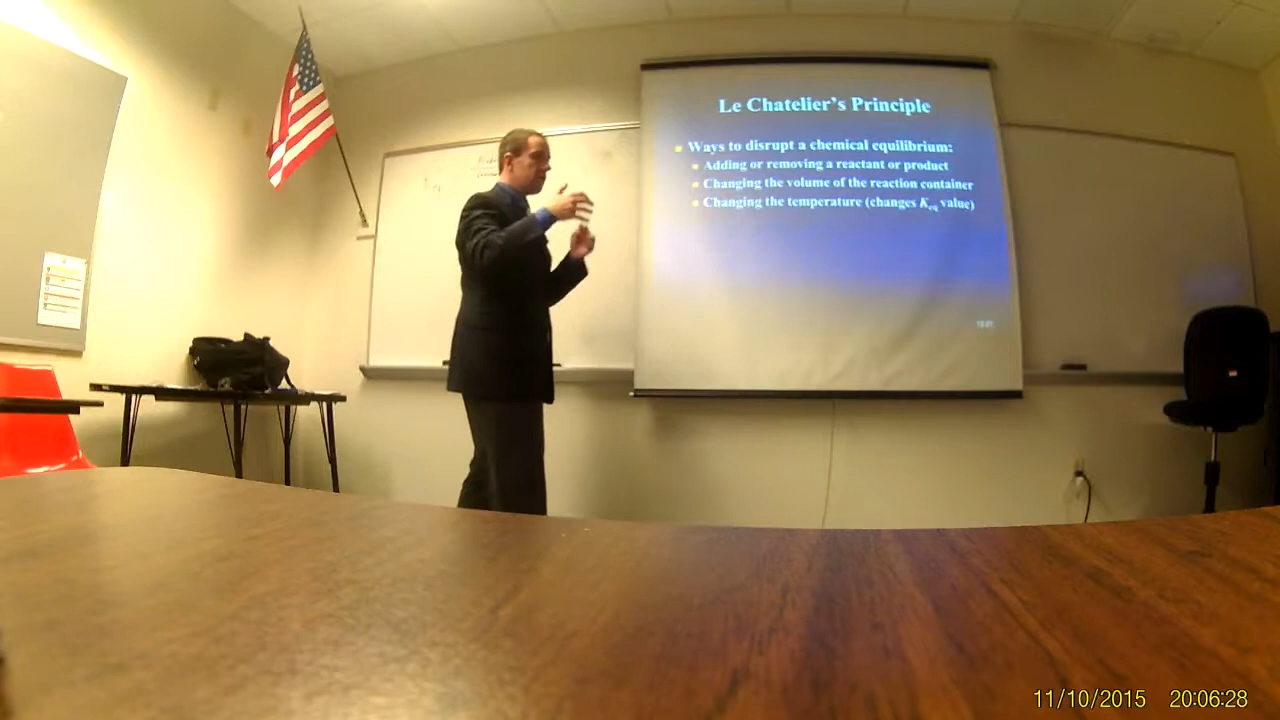 Le Chatelier's Principle
Ways to disrupt a chemical equilibrium:
Adding or removing a reactant or product
Changing the volume of the reaction container
Changing the temperature (changes Keq value)
11/10/2015 20:06:28